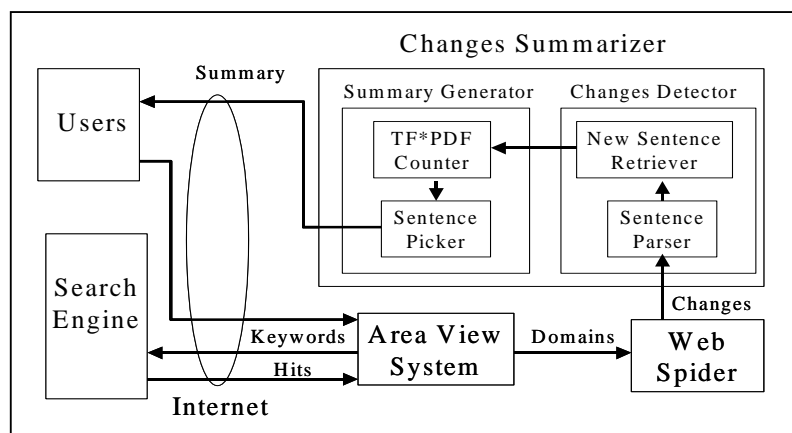 Changes Summarizer
Summary
Users
Summary Generator
Changes Detector
TF*PDF
Counter
New Sentence
Retriever
Sentence
Picker
Sentence
Parser
Search
Engine
Changes
Keywords
Area View
System
Domains
Web
Spider
Hits
Internet